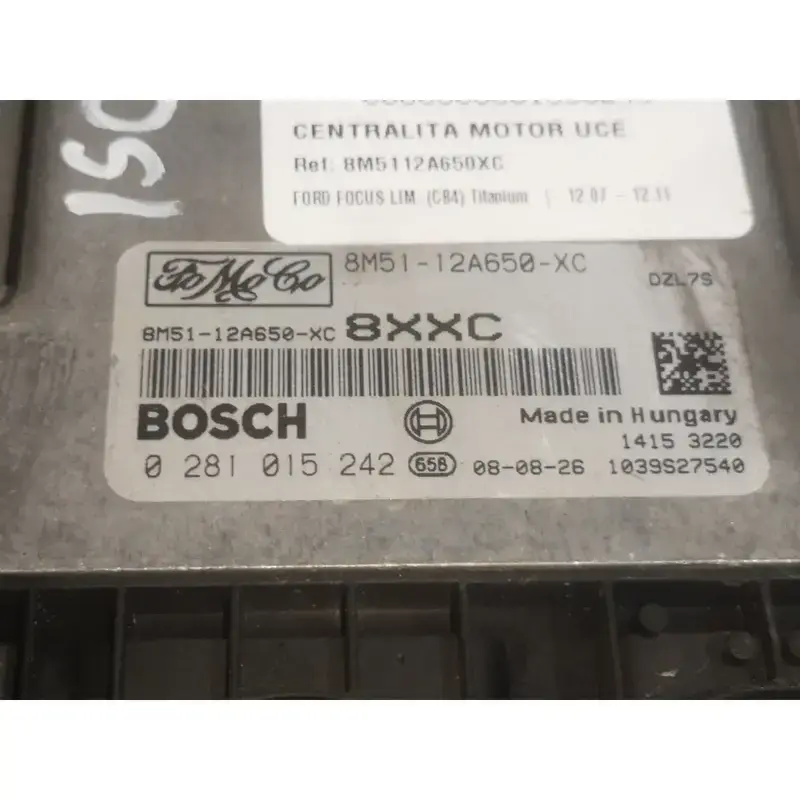 ISO
CENTRALITA MOTOR UCE
Ref: 8M5112A650XC
FORD FOCUS LIM. (CB4) Titanium | 12.07 - 12.11
FoMoCo 8M51-12A650-XC
DZL7S
8M51-12A650-XC 8XXC
BOSCH Made in Hungary
1415 3220
0 281 015 242 658 08-08-26 1039S27540